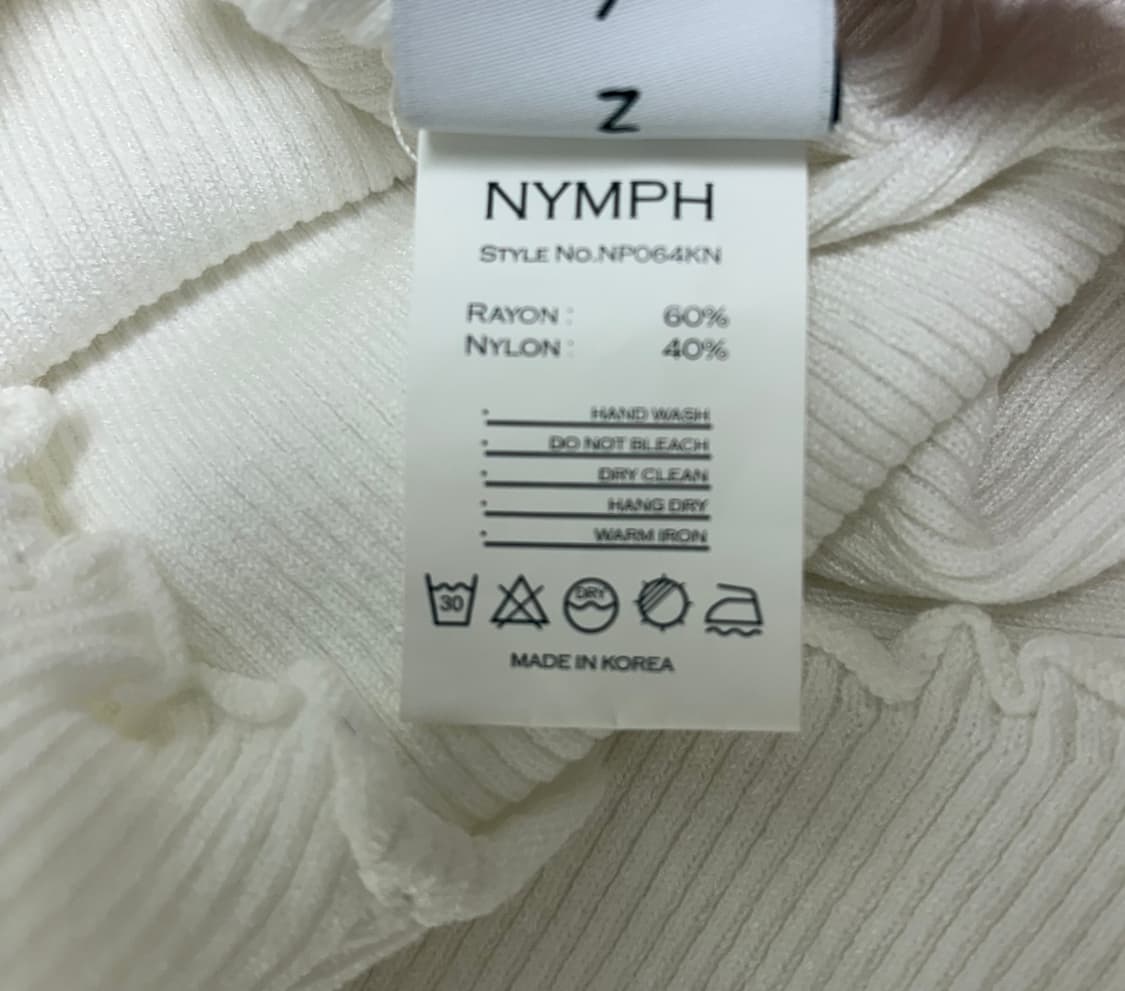 Z
NYMPH
STYLE NO.NP064KN
RAYON : 60%
NYLON : 40%
HAND WASH
DO NOT BLEACH
DRY CLEAN
HANG DRY
WARM IRON
30 DRY
MADE IN KOREA